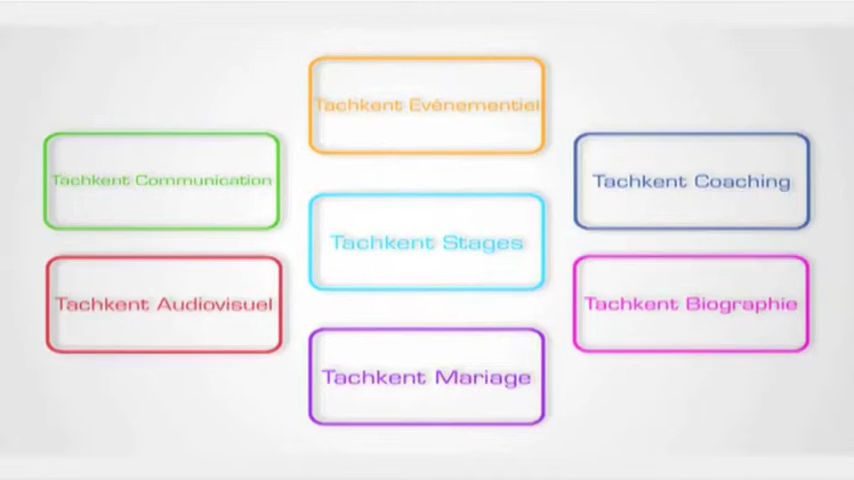 Tachkent Evénementiel
Tachkent Communication
Tachkent Coaching
Tachkent Stages
Tachkent Audiovisuel
Tachkent Biographie
Tachkent Mariage